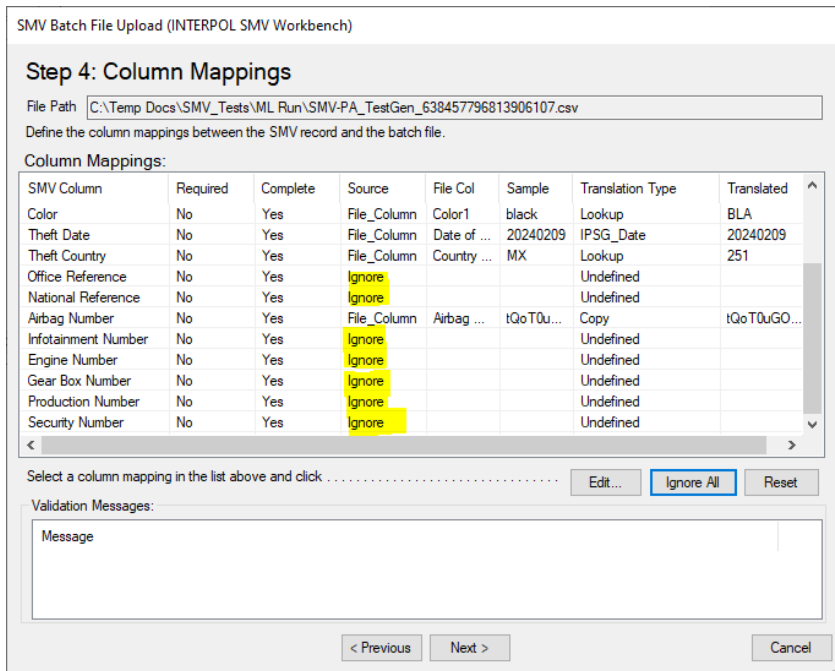 SMV Batch File Upload (INTERPOL SMV Workbench)
Step 4: Column Mappings
File Path C:\Temp Docs\SMV_Tests\ML Run\SMV-PA_TestGen_638457796813906107.csv
Define the column mappings between the SMV record and the batch file.
Column Mappings:
SMV Column Required Complete Source File Col Sample Translation Type Translated
Color No Yes File_Column Color1 black Lookup BLA
Theft Date No Yes File_Column Date of ... 20240209 IPSG_Date 20240209
Theft Country No Yes File_Column Country ... MX Lookup 251
Office Reference No Yes Ignore Undefined
National Reference No Yes Ignore Undefined
Airbag Number No Yes File_Column Airbag ... tQoT0u... Copy tQoT0uGO...
Infotainment Number No Yes Ignore Undefined
Engine Number No Yes Ignore Undefined
Gear Box Number No Yes Ignore Undefined
Production Number No Yes Ignore Undefined
Security Number No Yes Ignore Undefined
Select a column mapping in the list above and click . . . . . . . . . . . . . . . . . . . . . . . . . . . . . . . . Edit... Ignore All Reset
Validation Messages:
Message
< Previous Next > Cancel